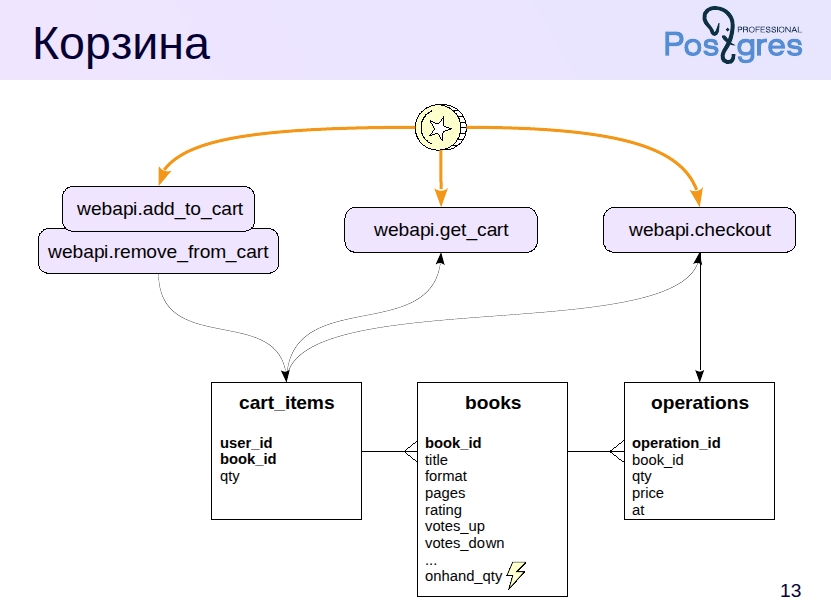 Корзина
PROFESSIONAL
Postgres
webapi.add_to_cart
webapi.remove_from_cart
webapi.get_cart
webapi.checkout
cart_items
user_id
book_id
qty
books
book_id
title
format
pages
rating
votes_up
votes_down
...
onhand_qty
operations
operation_id
book_id
qty
price
at
13